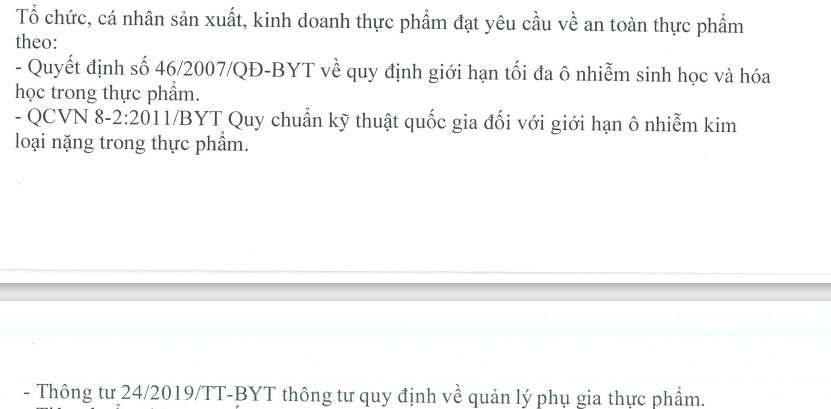 Tổ chức, cá nhân sản xuất, kinh doanh thực phẩm đạt yêu cầu về an toàn thực phẩm
theo:
- Quyết định số 46/2007/QĐ-BYT về quy định giới hạn tối đa ô nhiễm sinh học và hóa
học trong thực phẩm.
- QCVN 8-2:2011/BYT Quy chuẩn kỹ thuật quốc gia đối với giới hạn ô nhiễm kim
loại nặng trong thực phẩm.
- Thông tư 24/2019/TT-BYT thông tư quy định về quản lý phụ gia thực phẩm.